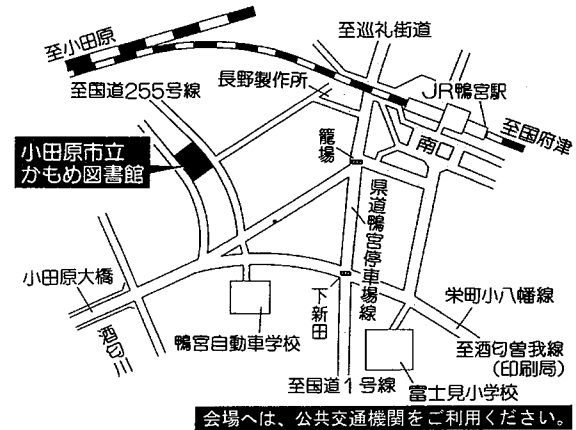 至小田原
至巡礼街道
至国道255号線
長野製作所
JR鴨宮駅
至国府津
南
小田原市立
かもめ図書館
籠場
県道鴨宮停車場線
小田原大橋
酒匂川
鴨宮自動車学校
下新田
栄町小八幡線
至酒匂曽我線
(印刷局)
至国道1号線
富士見小学校
会場へは、公共交通機関をご利用ください。